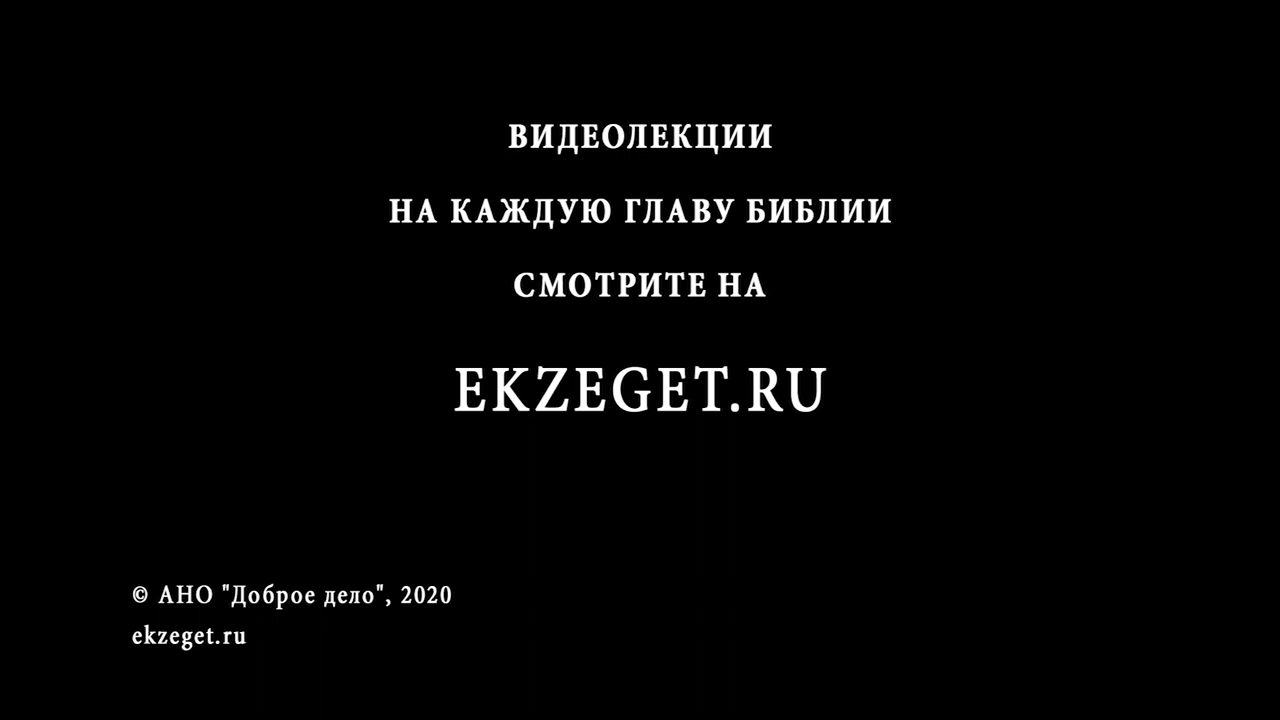 ВИДЕОЛЕКЦИИ
НА КАЖДУЮ ГЛАВУ БИБЛИИ
СМОТРИТЕ НА
EKZEGET.RU
© АНО "Доброе дело", 2020
ekzeget.ru